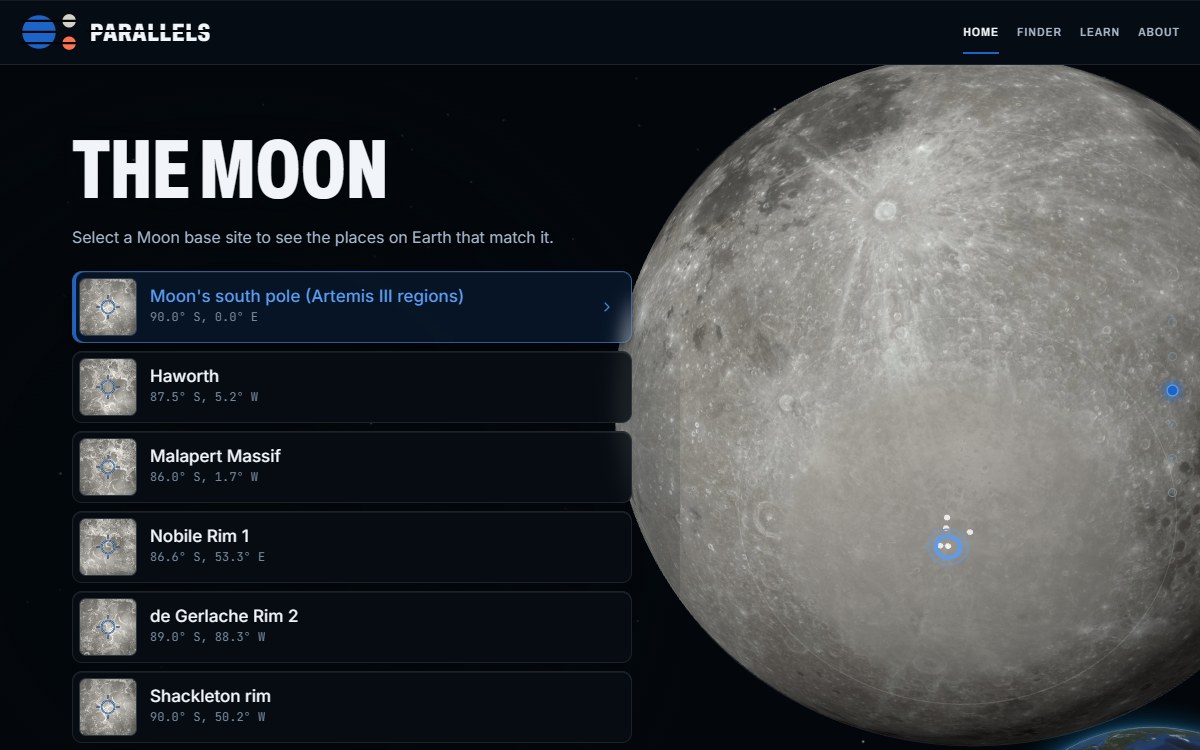 PARALLELS
HOME FINDER LEARN ABOUT
THE MOON
Select a Moon base site to see the places on Earth that match it.
Moon's south pole (Artemis III regions)
90.0° S, 0.0° E
Haworth
87.5° S, 5.2° W
Malapert Massif
86.0° S, 1.7° W
Nobile Rim 1
86.6° S, 53.3° E
de Gerlache Rim 2
89.0° S, 88.3° W
Shackleton rim
90.0° S, 50.2° W